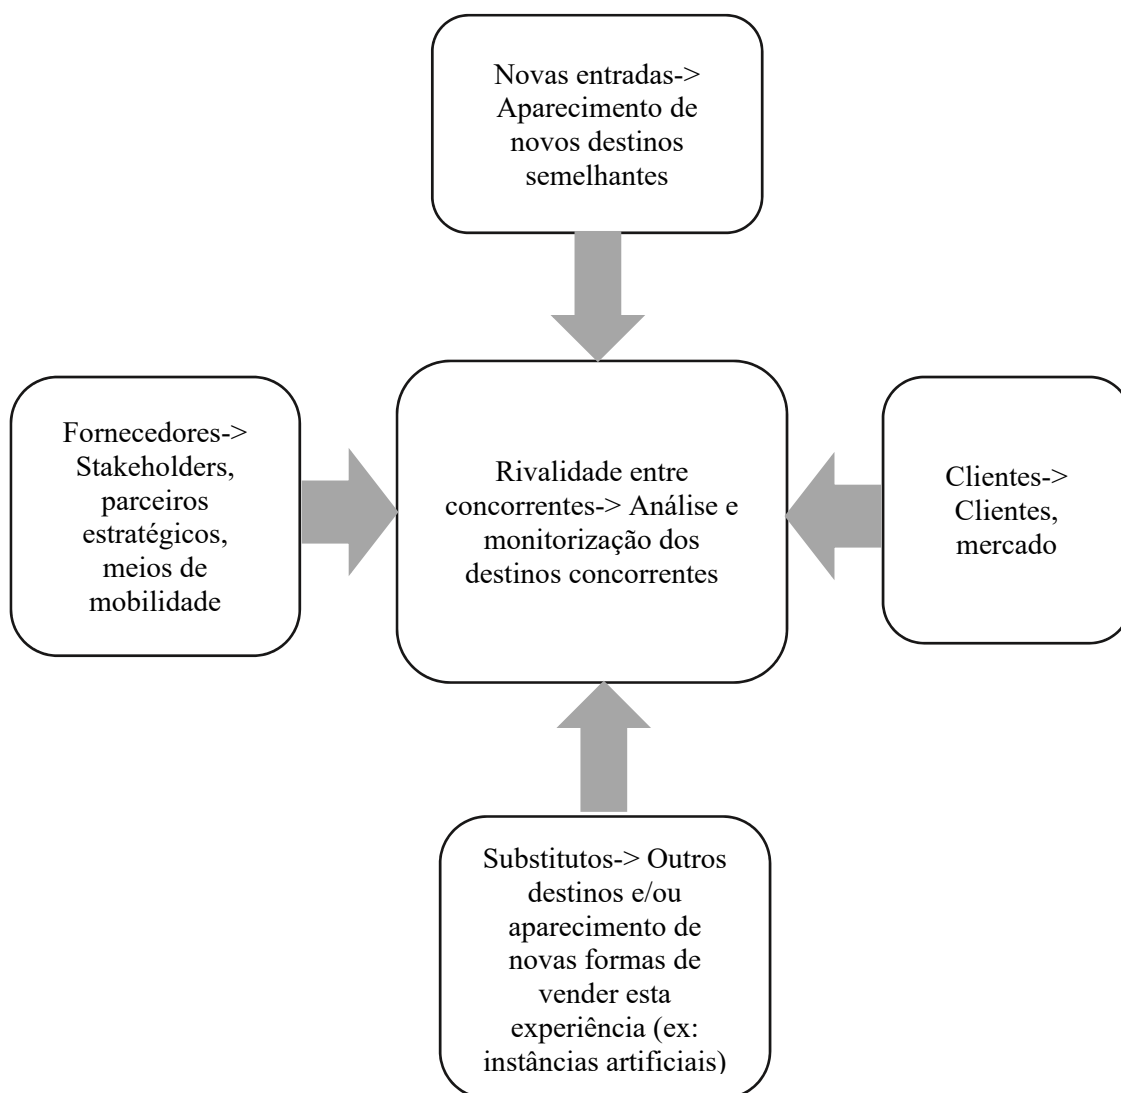 Novas entradas->
Aparecimento de
novos destinos
semelhantes
Fornecedores->
Stakeholders,
parceiros
estratégicos,
meios de
mobilidade
Rivalidade entre
concorrentes-> Análise e
monitorização dos
destinos concorrentes
Clientes->
Clientes,
mercado
Substitutos-> Outros
destinos e/ou
aparecimento de
novas formas de
vender esta
experiência (ex:
instâncias artificiais)